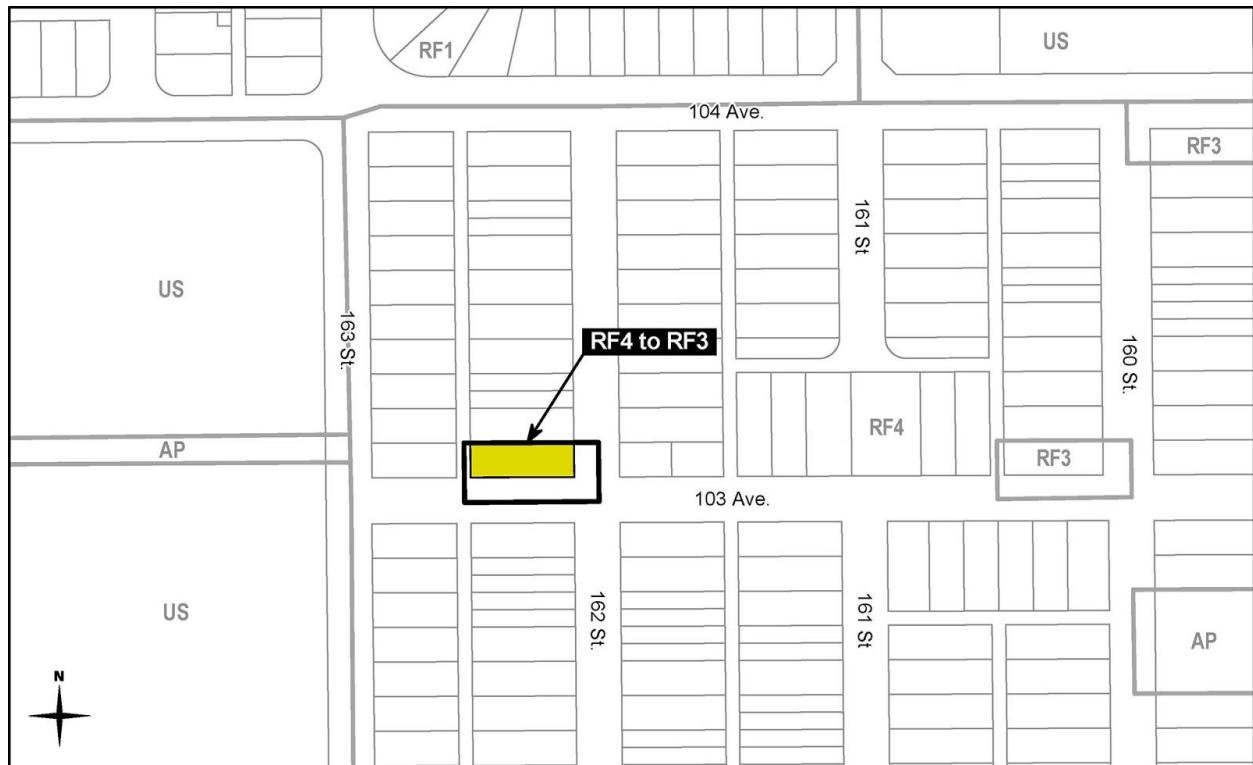 RF1
US
104 Ave.
RF3
161 St
US
163 St.
RF4 to RF3
160 St.
RF4
AP
RF3
103 Ave.
US
162 St.
161 St
AP
N